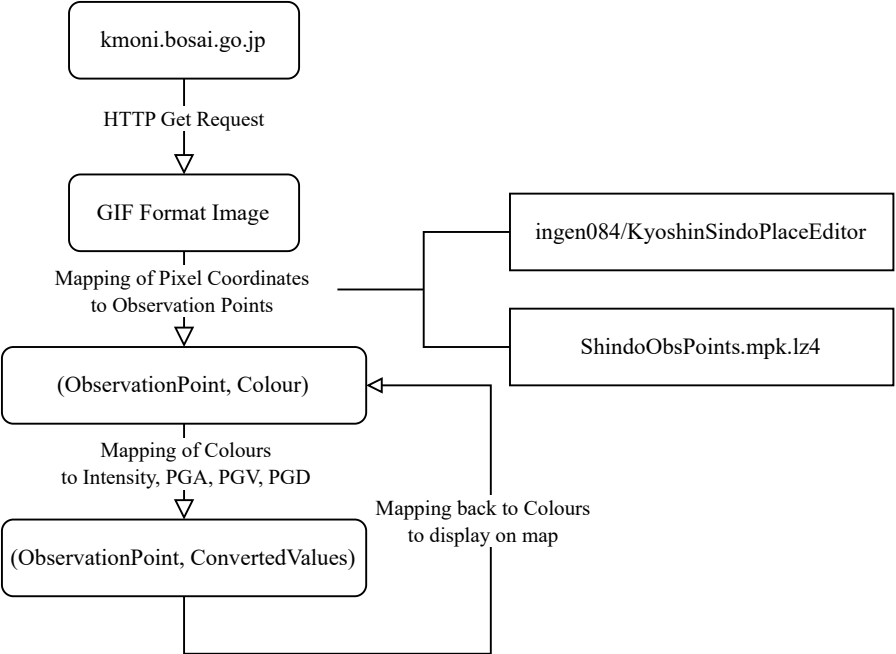 kmoni.bosai.go.jp
HTTP Get Request
GIF Format Image
Mapping of Pixel Coordinates
to Observation Points
ingen084/KyoshinSindoPlaceEditor
ShindoObsPoints.mpk.lz4
(ObservationPoint, Colour)
Mapping of Colours
to Intensity, PGA, PGV, PGD
Mapping back to Colours
to display on map
(ObservationPoint, ConvertedValues)